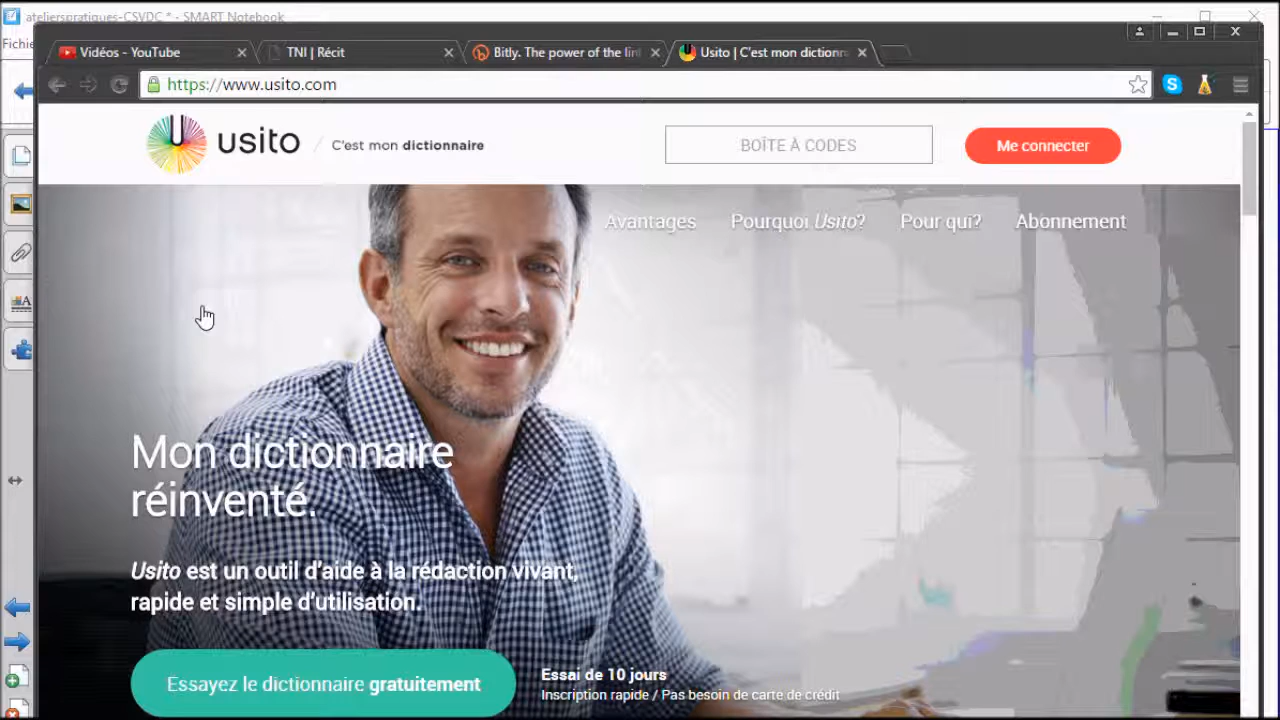 atelierspratiques-CSVDC * - SMART Notebook
Fichie
Vidéos - YouTube
TNI | Récit
Bitly. The power of the lin
Usito | C'est mon dictionn
https://www.usito.com
usito / C'est mon dictionnaire
BOÎTE À CODES
Me connecter
Avantages
Pourquoi Usito?
Pour qui?
Abonnement
Mon dictionnaire
réinventé.
Usito est un outil d'aide à la rédaction vivant,
rapide et simple d'utilisation.
Essayez le dictionnaire gratuitement
Essai de 10 jours
Inscription rapide / Pas besoin de carte de crédit